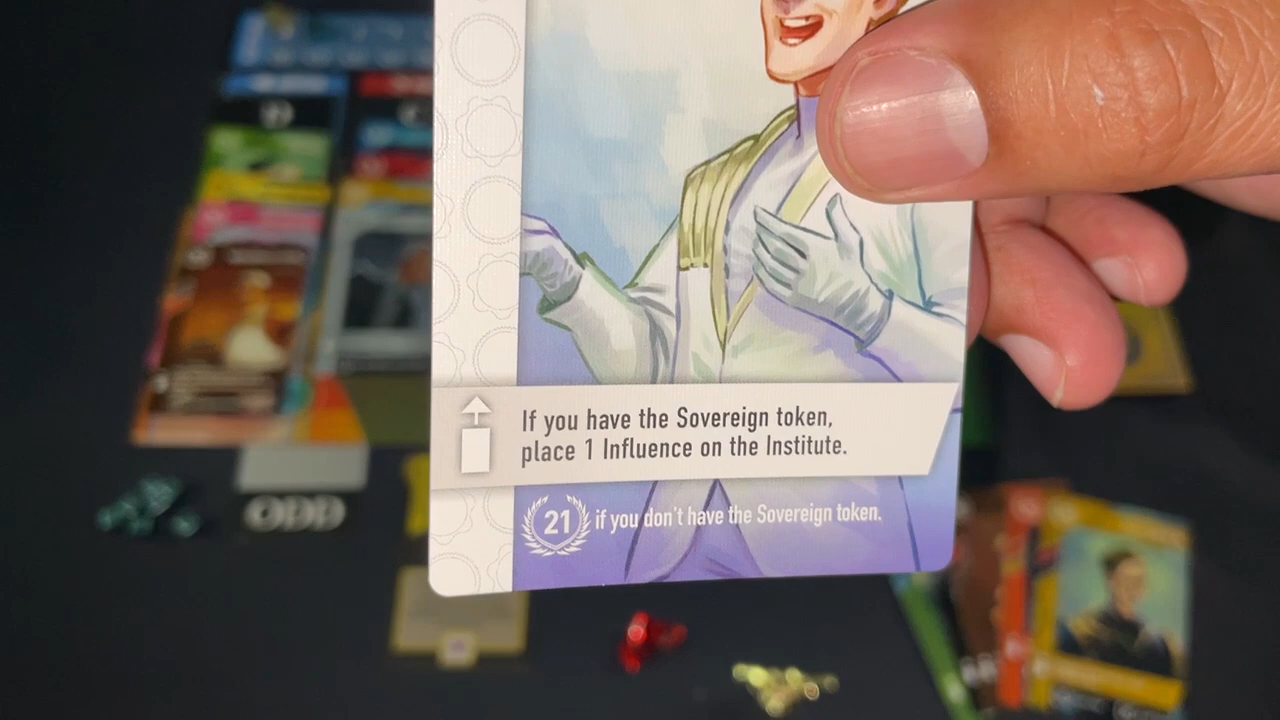 If you have the Sovereign token,
place 1 Influence on the Institute.
21 if you don't have the Sovereign token.
ODD